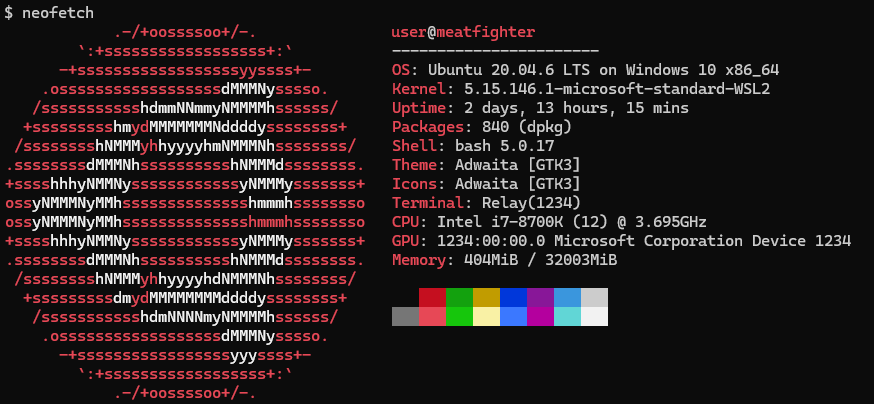 $ neofetch
            .-/+oossssoo+/-.               user@meatfighter
        `:+ssssssssssssssssss+:`           -----------------------
      -+ssssssssssssssssssyyssss+-         OS: Ubuntu 20.04.6 LTS on Windows 10 x86_64
    .ossssssssssssssssssdMMMNysssso.       Kernel: 5.15.146.1-microsoft-standard-WSL2
   /ssssssssssshdmmNNmmyNMMMMhssssss/      Uptime: 2 days, 13 hours, 15 mins
  +ssssssssshmydMMMMMMMNddddyssssssss+     Packages: 840 (dpkg)
 /sssssssshNMMMyhhyyyyhmNMMMNhssssssss/    Shell: bash 5.0.17
.ssssssssdMMMNhsssssssssshNMMMdssssssss.   Theme: Adwaita [GTK3]
+sssshhhyNMMNyssssssssssssyNMMMysssssss+   Icons: Adwaita [GTK3]
ossyNMMMNyMMhsssssssssssssshmmmhssssssso   Terminal: Relay(1234)
ossyNMMMNyMMhsssssssssssssshmmmhssssssso   CPU: Intel i7-8700K (12) @ 3.695GHz
+sssshhhyNMMNyssssssssssssyNMMMysssssss+   GPU: 1234:00:00.0 Microsoft Corporation Device 1234
.ssssssssdMMMNhsssssssssshNMMMdssssssss.   Memory: 404MiB / 32003MiB
 /sssssssshNMMMyhhyyyyhdNMMMNhssssssss/
  +sssssssssdmydMMMMMMMMddddyssssssss+
   /ssssssssssshdmNNNNmyNMMMMhssssss/
    .ossssssssssssssssssdMMMNysssso.
      -+sssssssssssssssssyyyssss+-
        `:+ssssssssssssssssss+:`
            .-/+oossssoo+/-.